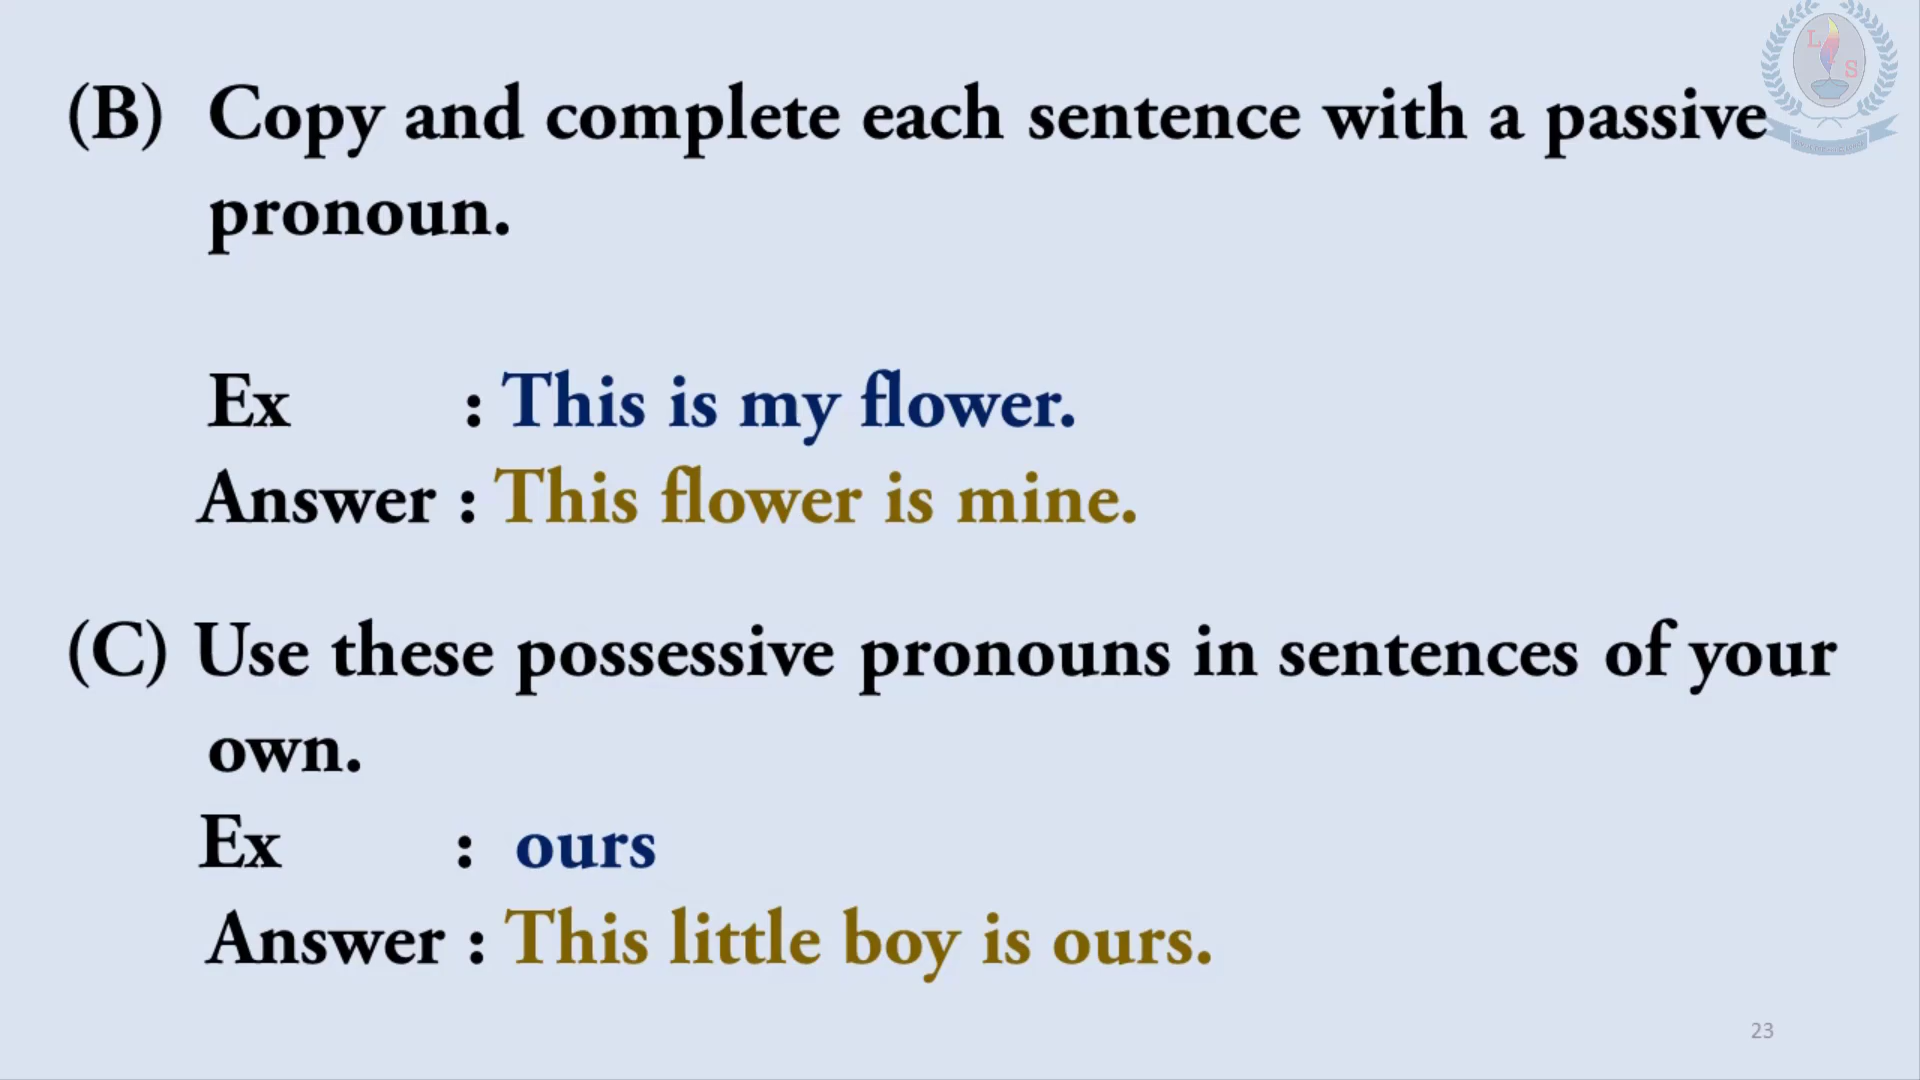 L
S
(B) Copy and complete each sentence with a passive
pronoun.
Ex : This is my flower.
Answer : This flower is mine.
(C) Use these possessive pronouns in sentences of your
own.
Ex : ours
Answer : This little boy is ours.
23